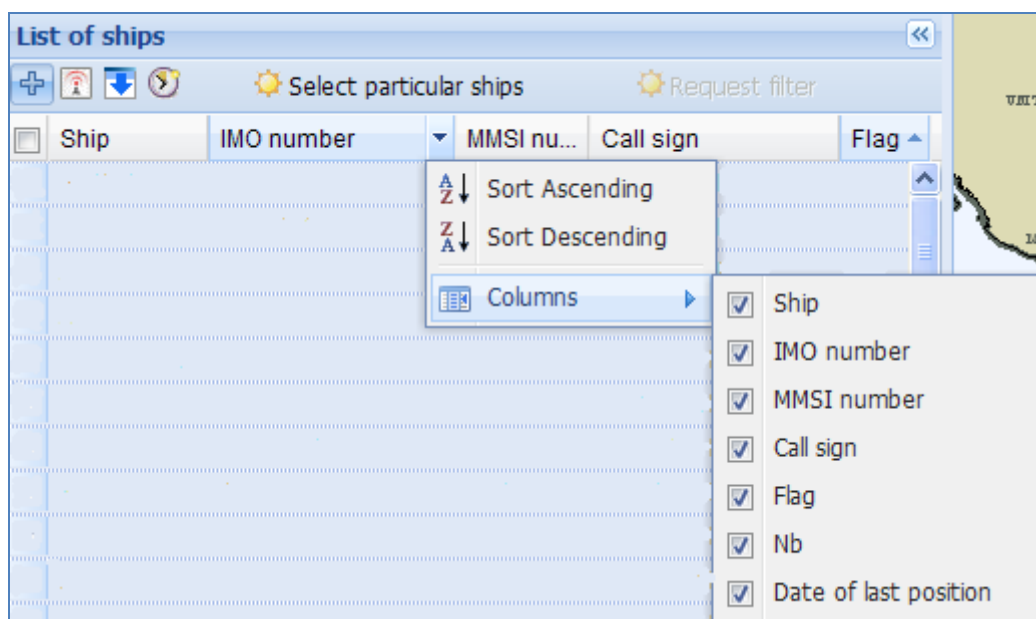 List of ships
Select particular ships Request filter
Ship IMO number MMSI nu... Call sign Flag
Sort Ascending
Sort Descending
Columns
Ship
IMO number
MMSI number
Call sign
Flag
Nb
Date of last position